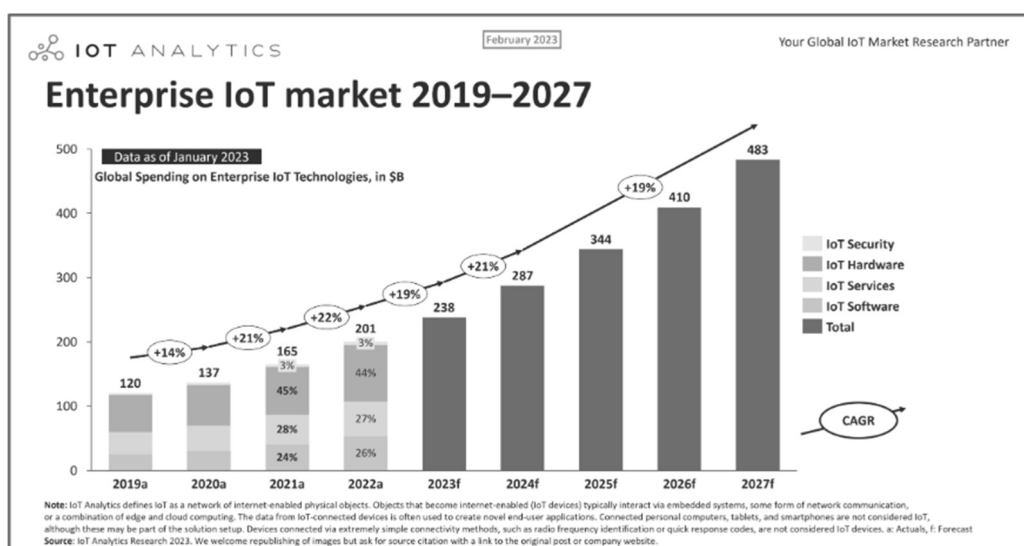 IOT ANALYTICS
February 2023
Your Global IoT Market Research Partner
Enterprise IoT market 2019–2027
Data as of January 2023
Global Spending on Enterprise IoT Technologies, in $B
500
400
300
200
100
0
+14%
+21%
+22%
+19%
+21%
+19%
120
137
165
201
238
287
344
410
483
3%
45%
28%
24%
3%
44%
27%
26%
2019a
2020a
2021a
2022a
2023f
2024f
2025f
2026f
2027f
IoT Security
IoT Hardware
IoT Services
IoT Software
Total
CAGR
Note: IoT Analytics defines IoT as a network of internet-enabled physical objects. Objects that become internet-enabled (IoT devices) typically interact via embedded systems, some form of network communication,
or a combination of edge and cloud computing. The data from IoT-connected devices is often used to create novel end-user applications. Connected personal computers, tablets, and smartphones are not considered IoT,
although these may be part of the solution setup. Devices connected via extremely simple connectivity methods, such as radio frequency identification or quick response codes, are not considered IoT devices. a: Actuals, f: Forecast
Source: IoT Analytics Research 2023. We welcome republishing of images but ask for source citation with a link to the original post or company website.